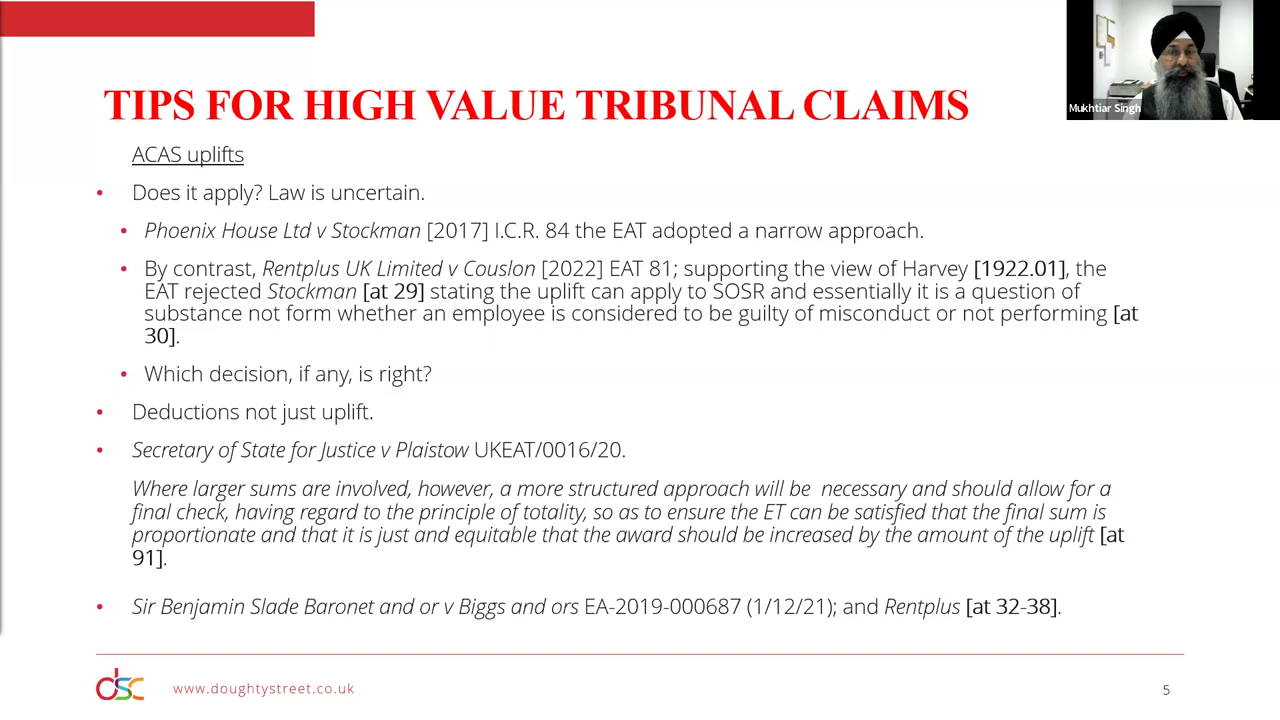 TIPS FOR HIGH VALUE TRIBUNAL CLAIMS
Mukhtiar Singh
ACAS uplifts
• Does it apply? Law is uncertain.
• Phoenix House Ltd v Stockman [2017] I.C.R. 84 the EAT adopted a narrow approach.
• By contrast, Rentplus UK Limited v Couslon [2022] EAT 81; supporting the view of Harvey [1922.01], the
EAT rejected Stockman [at 29] stating the uplift can apply to SOSR and essentially it is a question of
substance not form whether an employee is considered to be guilty of misconduct or not performing [at
30].
• Which decision, if any, is right?
• Deductions not just uplift.
• Secretary of State for Justice v Plaistow UKEAT/0016/20.
Where larger sums are involved, however, a more structured approach will be necessary and should allow for a
final check, having regard to the principle of totality, so as to ensure the ET can be satisfied that the final sum is
proportionate and that it is just and equitable that the award should be increased by the amount of the uplift [at
91].
• Sir Benjamin Slade Baronet and or v Biggs and ors EA-2019-000687 (1/12/21); and Rentplus [at 32-38].
dsc
www.doughtystreet.co.uk
5